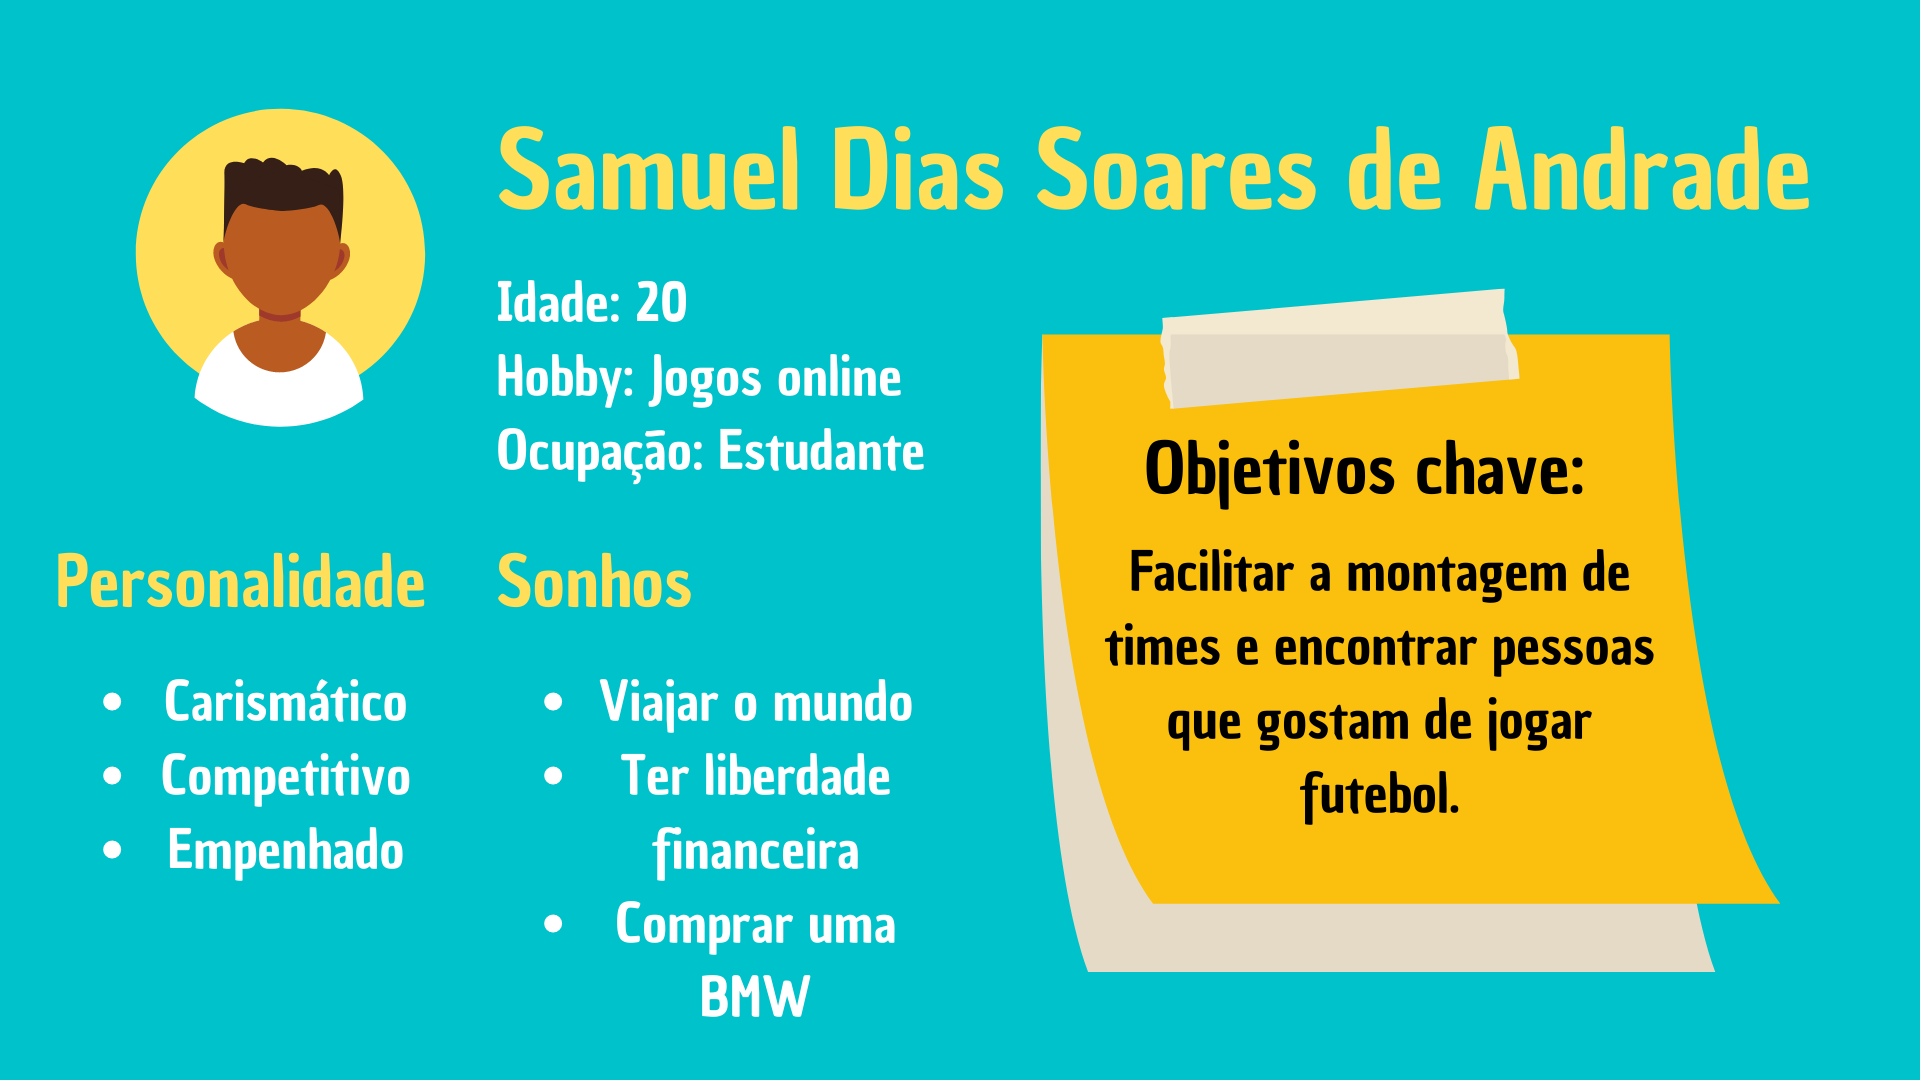 Samuel Dias Soares de Andrade
Idade: 20
Hobby: Jogos online
Ocupação: Estudante
Personalidade
• Carismático
• Competitivo
• Empenhado
Sonhos
• Viajar o mundo
• Ter liberdade
financeira
• Comprar uma
BMW
Objetivos chave:
Facilitar a montagem de
times e encontrar pessoas
que gostam de jogar
futebol.